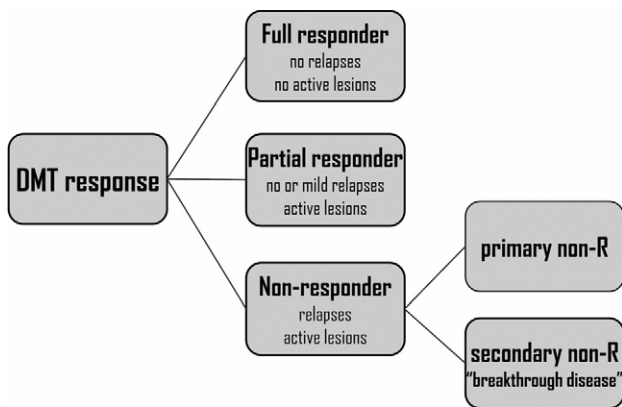 Full responder
no relapses
no active lesions
DMT response
Partial responder
no or mild relapses
active lesions
Non-responder
relapses
active lesions
primary non-R
secondary non-R
"breakthrough disease"